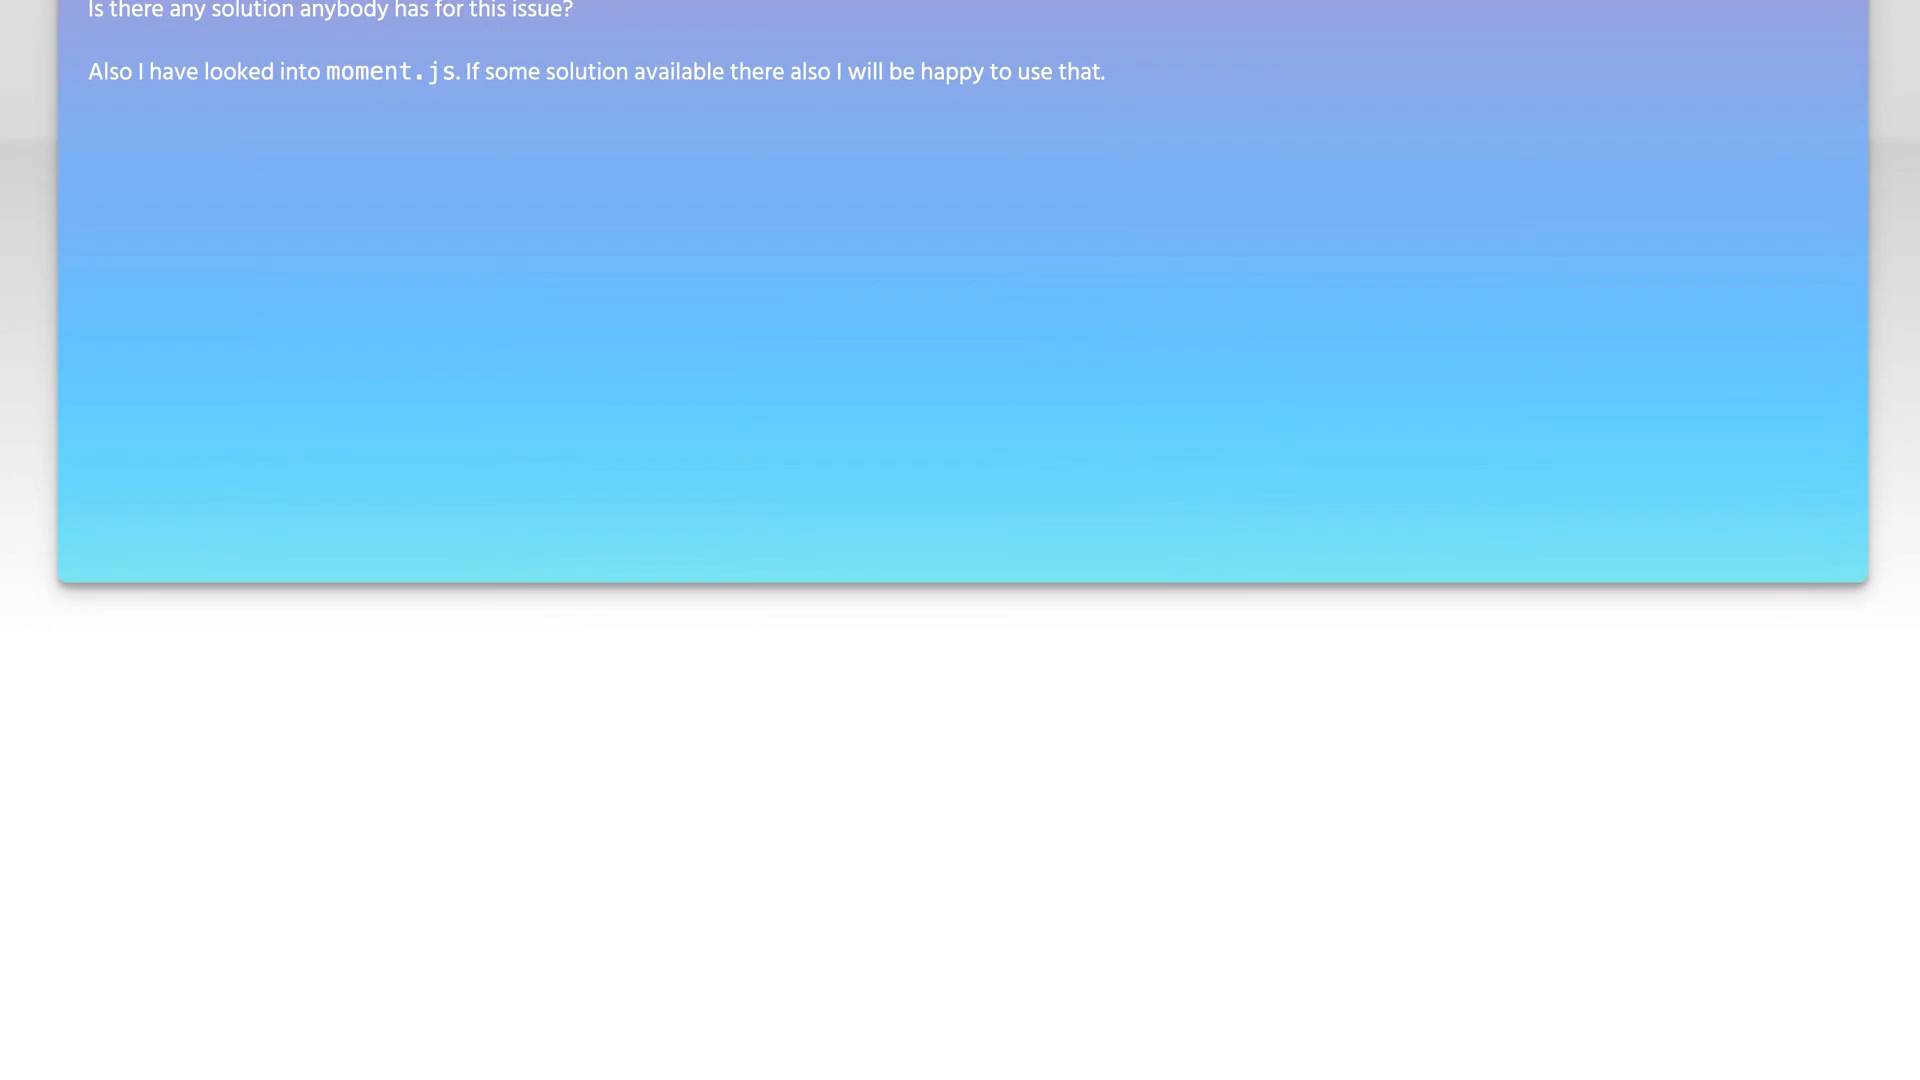 Is there any solution anybody has for this issue?
Also I have looked into moment.js. If some solution available there also I will be happy to use that.